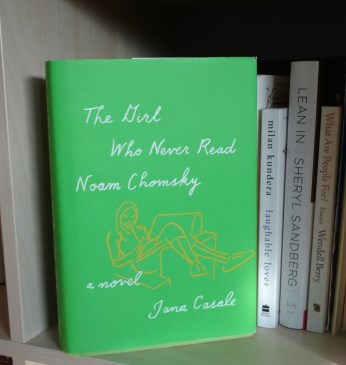 The Girl
Who Never Read
Noam Chomsky
a novel
Jana Casale
milan kundera
laughable loves
LEAN IN
SHERYL SANDBERG
What Are People For?
Essays
Wendell Berry